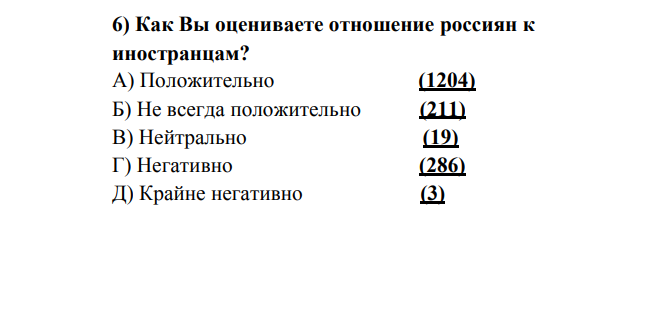 6) Как Вы оцениваете отношение россиян к
иностранцам?
А) Положительно (1204)
Б) Не всегда положительно (211)
В) Нейтрально (19)
Г) Негативно (286)
Д) Крайне негативно (3)